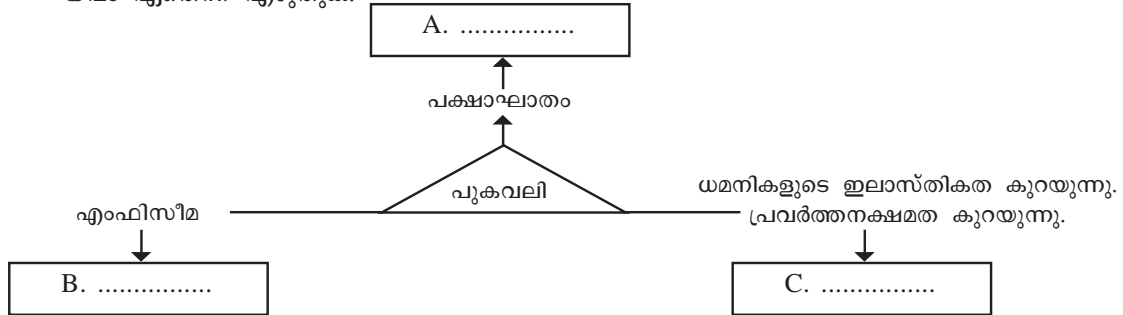 A. ................
പക്ഷാഘാതം
പുകവലി
എംഫിസീമ
ധമനികളുടെ ഇലാസ്തികത കുറയുന്നു.
പ്രവർത്തനക്ഷമത കുറയുന്നു.
B. ................
C. ................